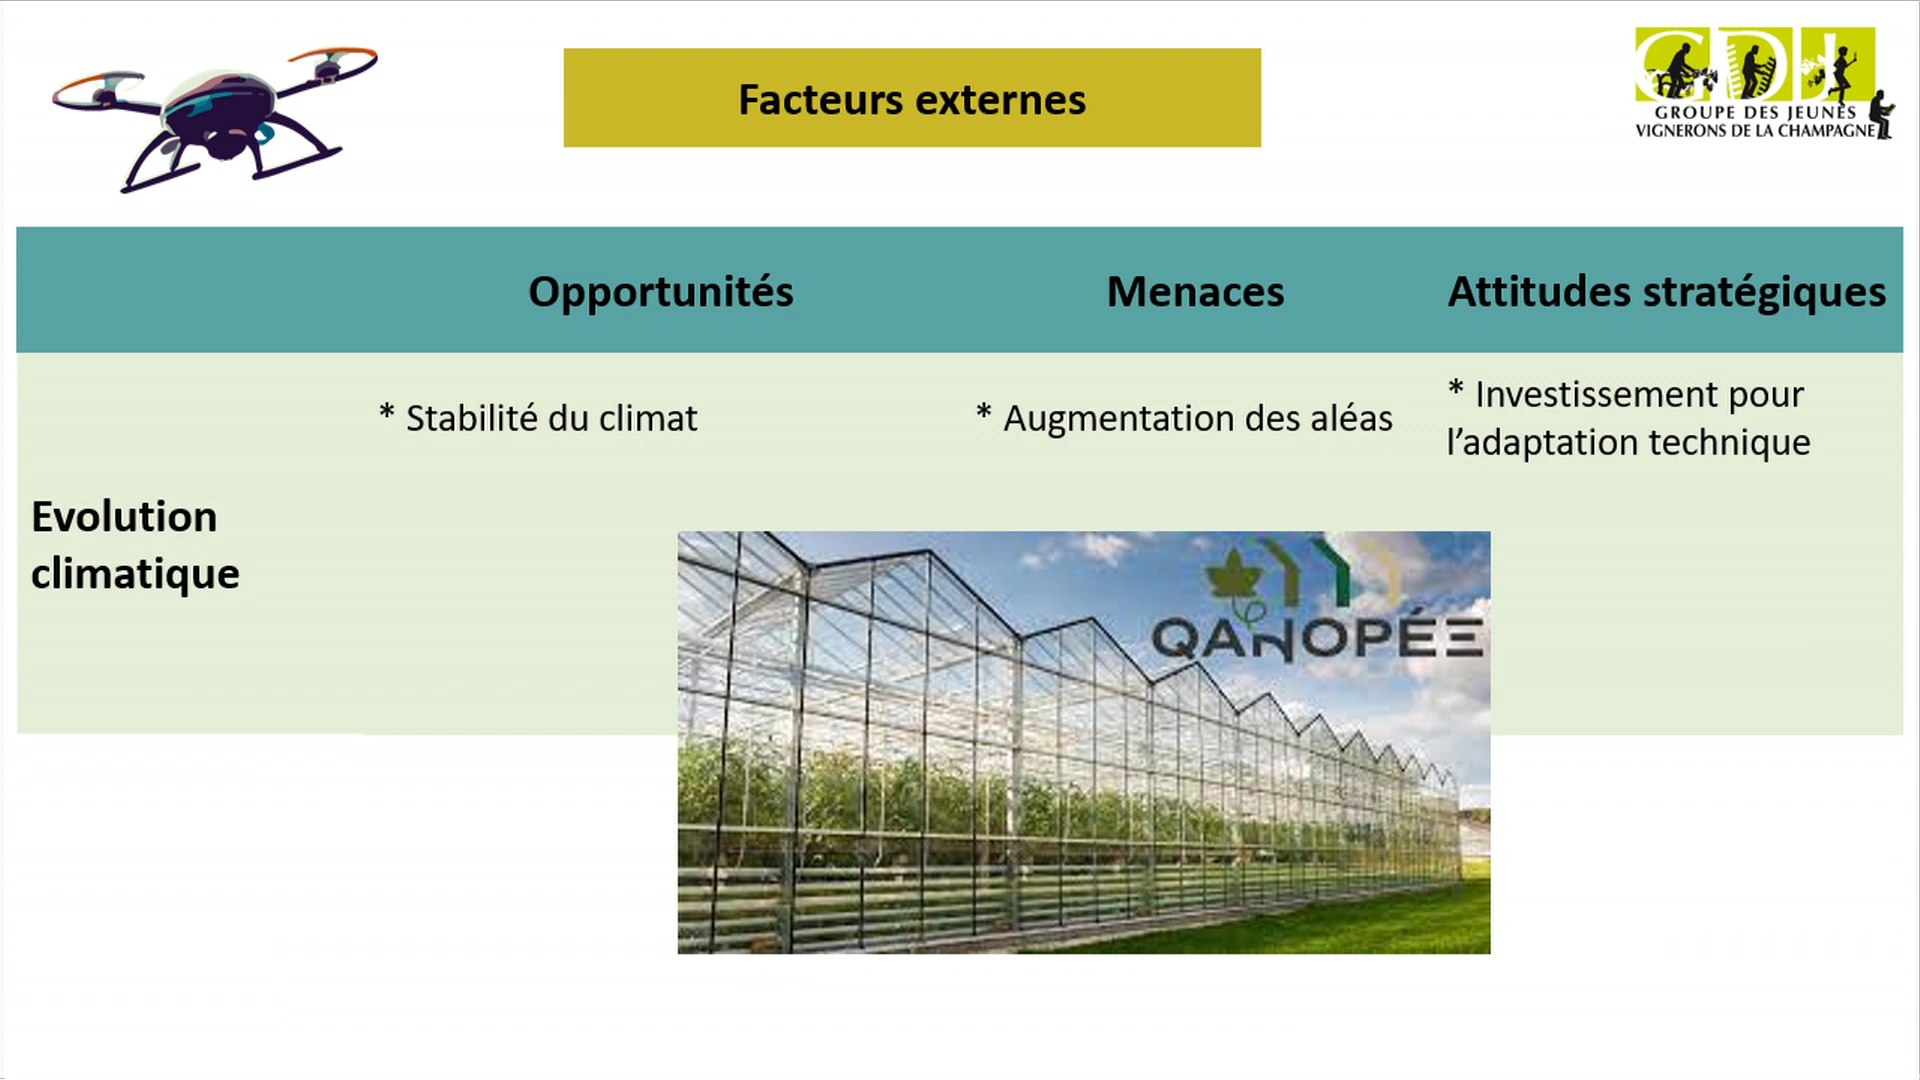 Facteurs externes
GDJ
GROUPE DES JEUNES
VIGNERONS DE LA CHAMPAGNE
Opportunités
Menaces
Attitudes stratégiques
Evolution
climatique
* Stabilité du climat
* Augmentation des aléas
* Investissement pour
l’adaptation technique
QANOPÉE